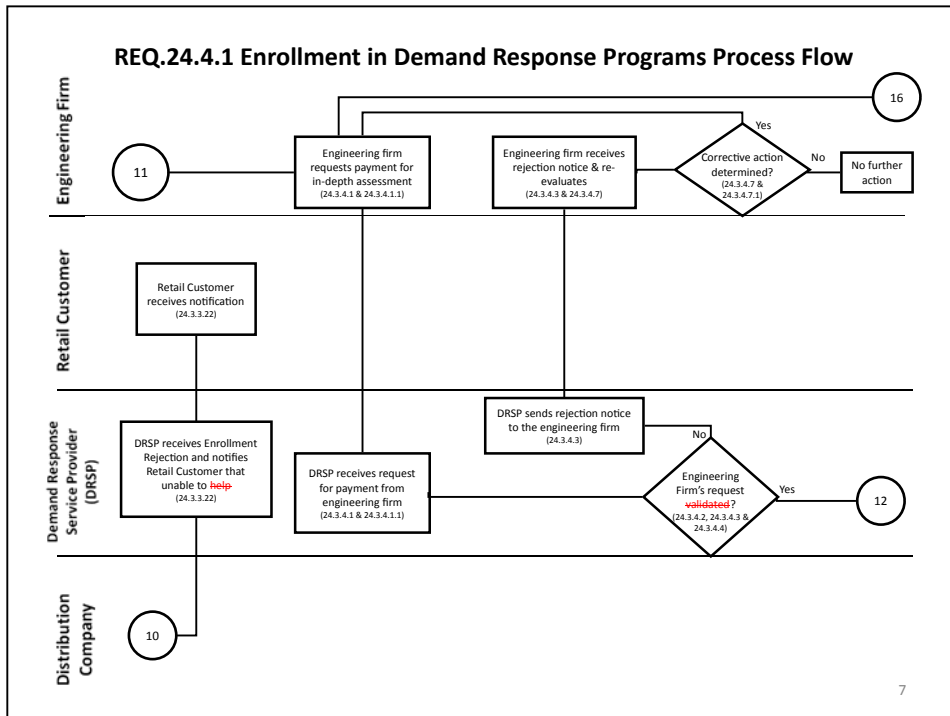 REQ.24.4.1 Enrollment in Demand Response Programs Process Flow
Engineering Firm
16
Yes
11
Engineering firm
requests payment for
in-depth assessment
(24.3.4.1 & 24.3.4.1.1)
Engineering firm receives
rejection notice & re-
evaluates
(24.3.4.3 & 24.3.4.7)
Corrective action
determined?
(24.3.4.7 &
24.3.4.7.1)
No
No further
action
Retail Customer
Retail Customer
receives notification
(24.3.3.22)
Demand Response
Service Provider
(DRSP)
DRSP receives Enrollment
Rejection and notifies
Retail Customer that
unable to help
(24.3.3.22)
DRSP receives request
for payment from
engineering firm
(24.3.4.1 & 24.3.4.1.1)
DRSP sends rejection notice
to the engineering firm
(24.3.4.3)
No
Engineering
Firm's request
validated?
(24.3.4.2, 24.3.4.3 &
24.3.4.4)
Yes
12
Distribution
Company
10
7